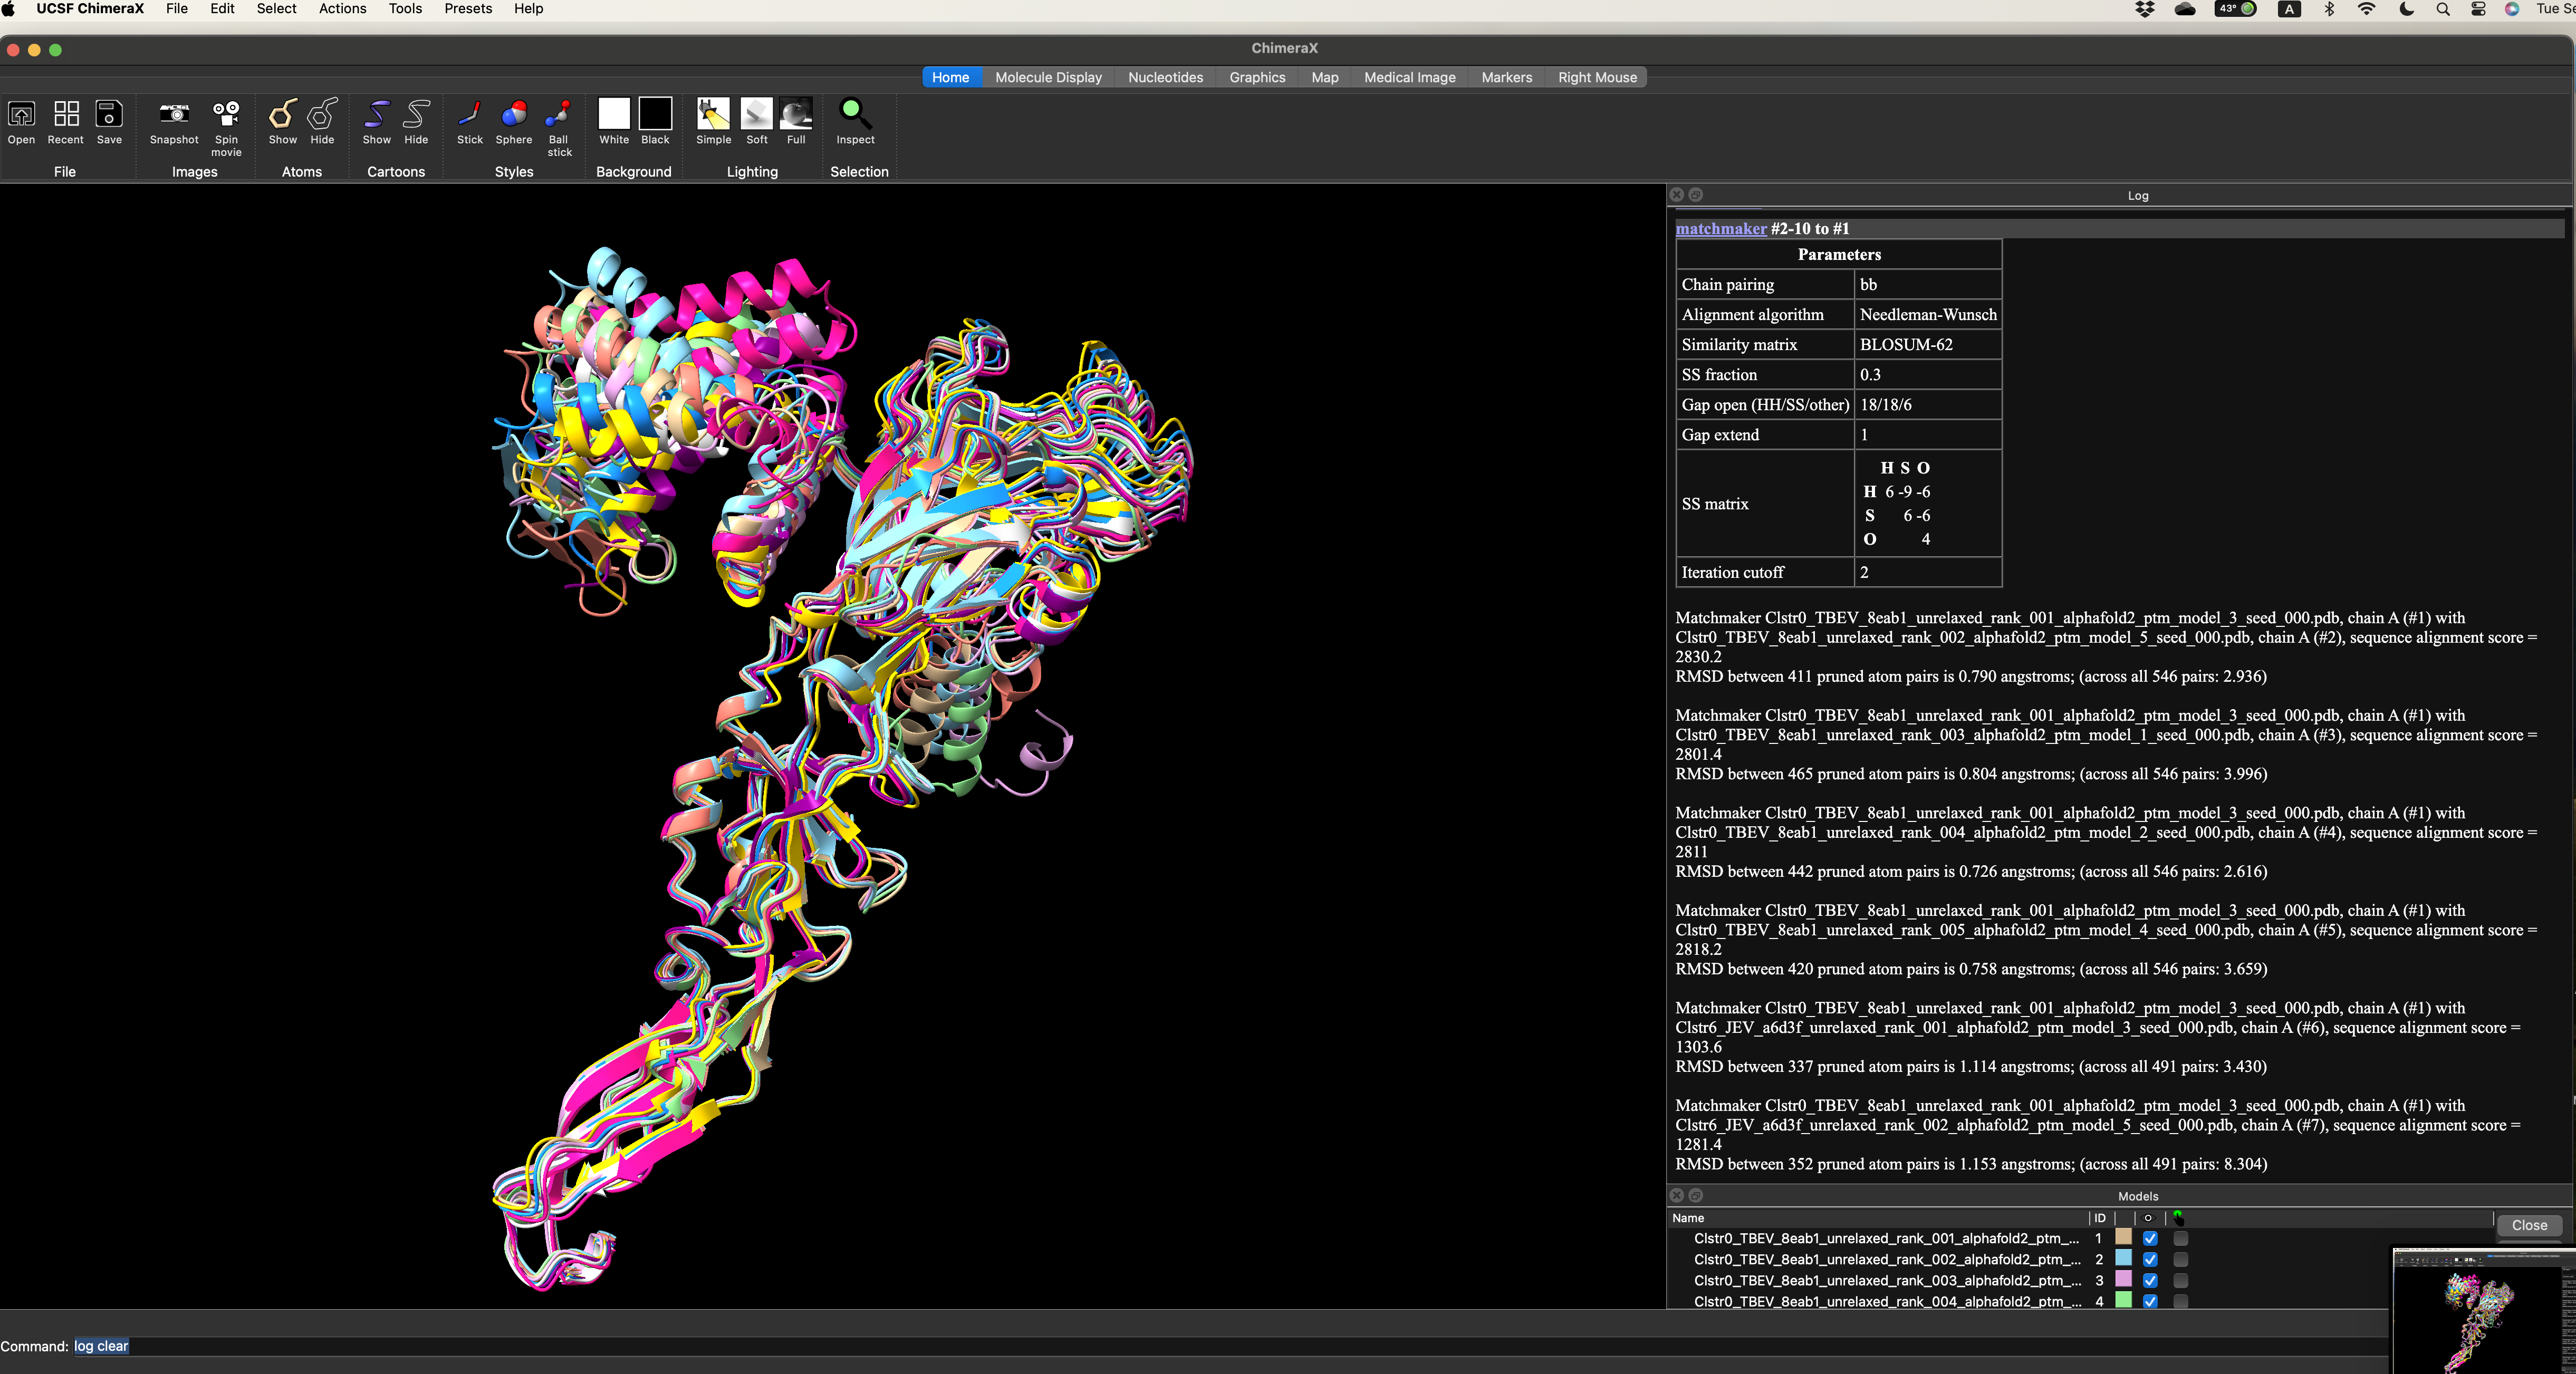 UCSF ChimeraX File Edit Select Actions Tools Presets Help
43° A Tue Se
ChimeraX
Home Molecule Display Nucleotides Graphics Map Medical Image Markers Right Mouse
Open Recent Save Snapshot Spin movie Show Hide Show Hide Stick Sphere Ball stick White Black Simple Soft Full Inspect
File Images Atoms Cartoons Styles Background Lighting Selection
Log
matchmaker #2-10 to #1
Parameters
Chain pairing bb
Alignment algorithm Needleman-Wunsch
Similarity matrix BLOSUM-62
SS fraction 0.3
Gap open (HH/SS/other) 18/18/6
Gap extend 1
SS matrix
H S O
H 6 -9 -6
S 6 -6
O 4
Iteration cutoff 2
Matchmaker Clstr0_TBEV_8eab1_unrelaxed_rank_001_alphafold2_ptm_model_3_seed_000.pdb, chain A (#1) with
Clstr0_TBEV_8eab1_unrelaxed_rank_002_alphafold2_ptm_model_5_seed_000.pdb, chain A (#2), sequence alignment score =
2830.2
RMSD between 411 pruned atom pairs is 0.790 angstroms; (across all 546 pairs: 2.936)
Matchmaker Clstr0_TBEV_8eab1_unrelaxed_rank_001_alphafold2_ptm_model_3_seed_000.pdb, chain A (#1) with
Clstr0_TBEV_8eab1_unrelaxed_rank_003_alphafold2_ptm_model_1_seed_000.pdb, chain A (#3), sequence alignment score =
2801.4
RMSD between 465 pruned atom pairs is 0.804 angstroms; (across all 546 pairs: 3.996)
Matchmaker Clstr0_TBEV_8eab1_unrelaxed_rank_001_alphafold2_ptm_model_3_seed_000.pdb, chain A (#1) with
Clstr0_TBEV_8eab1_unrelaxed_rank_004_alphafold2_ptm_model_2_seed_000.pdb, chain A (#4), sequence alignment score =
2811
RMSD between 442 pruned atom pairs is 0.726 angstroms; (across all 546 pairs: 2.616)
Matchmaker Clstr0_TBEV_8eab1_unrelaxed_rank_001_alphafold2_ptm_model_3_seed_000.pdb, chain A (#1) with
Clstr0_TBEV_8eab1_unrelaxed_rank_005_alphafold2_ptm_model_4_seed_000.pdb, chain A (#5), sequence alignment score =
2818.2
RMSD between 420 pruned atom pairs is 0.758 angstroms; (across all 546 pairs: 3.659)
Matchmaker Clstr0_TBEV_8eab1_unrelaxed_rank_001_alphafold2_ptm_model_3_seed_000.pdb, chain A (#1) with
Clstr6_JEV_a6d3f_unrelaxed_rank_001_alphafold2_ptm_model_3_seed_000.pdb, chain A (#6), sequence alignment score =
1303.6
RMSD between 337 pruned atom pairs is 1.114 angstroms; (across all 491 pairs: 3.430)
Matchmaker Clstr0_TBEV_8eab1_unrelaxed_rank_001_alphafold2_ptm_model_3_seed_000.pdb, chain A (#1) with
Clstr6_JEV_a6d3f_unrelaxed_rank_002_alphafold2_ptm_model_5_seed_000.pdb, chain A (#7), sequence alignment score =
1281.4
RMSD between 352 pruned atom pairs is 1.153 angstroms; (across all 491 pairs: 8.304)
Models
Name ID Close
Clstr0_TBEV_8eab1_unrelaxed_rank_001_alphafold2_ptm_... 1
Clstr0_TBEV_8eab1_unrelaxed_rank_002_alphafold2_ptm_... 2
Clstr0_TBEV_8eab1_unrelaxed_rank_003_alphafold2_ptm_... 3
Clstr0_TBEV_8eab1_unrelaxed_rank_004_alphafold2_ptm_... 4
Command: log clear